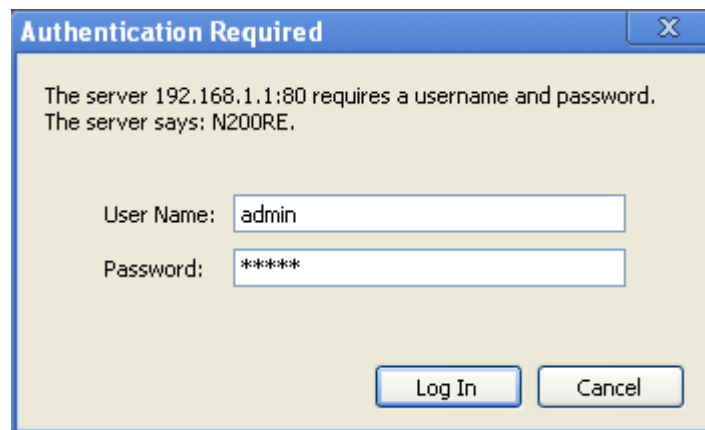 Authentication Required
The server 192.168.1.1:80 requires a username and password.
The server says: N200RE.
User Name: admin
Password: *****
Log In Cancel